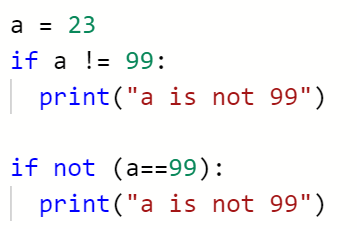 a = 23
if a != 99:
  print("a is not 99")

if not (a==99):
  print("a is not 99")